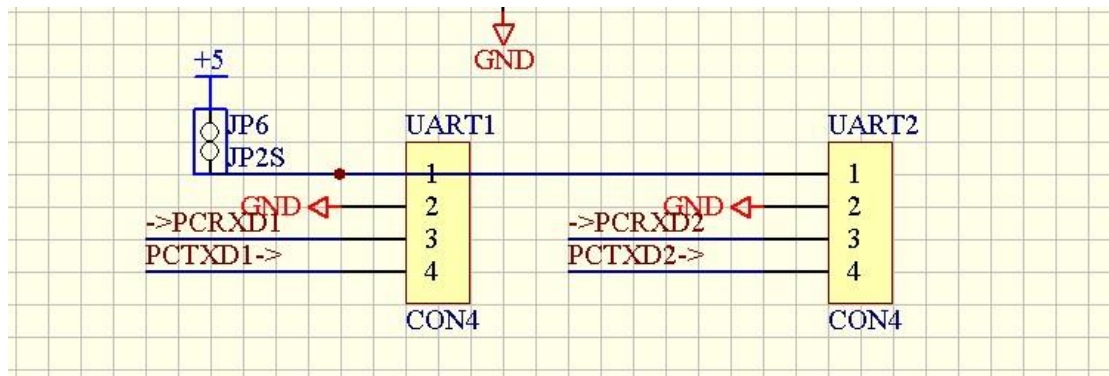 GND
+5
JP6
JP2S
UART1
1
2
3
4
GND
->PCRXD1
PCTXD1->
CON4
UART2
1
2
3
4
GND
->PCRXD2
PCTXD2->
CON4